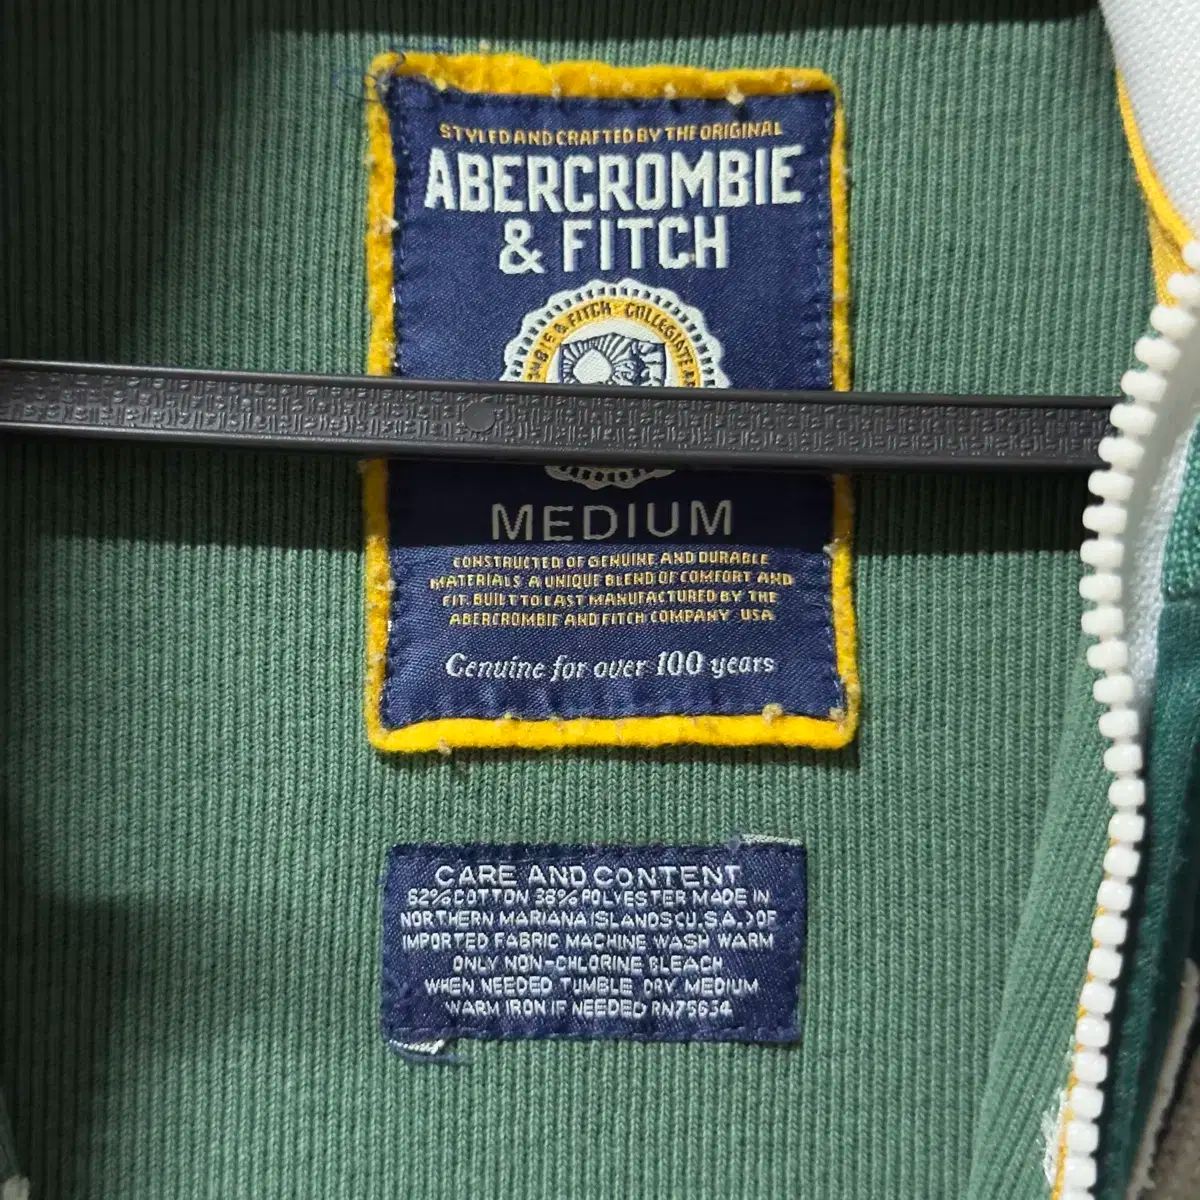 STYLED AND CRAFTED BY THE ORIGINAL
ABERCROMBIE
& FITCH
& FITCH COLLEGIATE
MEDIUM
CONSTRUCTED OF GENUINE AND DURABLE
MATERIALS A UNIQUE BLEND OF COMFORT AND
FIT. BUILT TO LAST MANUFACTURED BY THE
ABERCROMBIE AND FITCH COMPANY USA
Genuine for over 100 years
CARE AND CONTENT
62% COTTON 38% POLYESTER MADE IN
NORTHERN MARIANA ISLANDS (U.S.A.) OF
IMPORTED FABRIC MACHINE WASH WARM
ONLY NON-CHLORINE BLEACH
WHEN NEEDED TUMBLE DRY MEDIUM
WARM IRON IF NEEDED RN75654